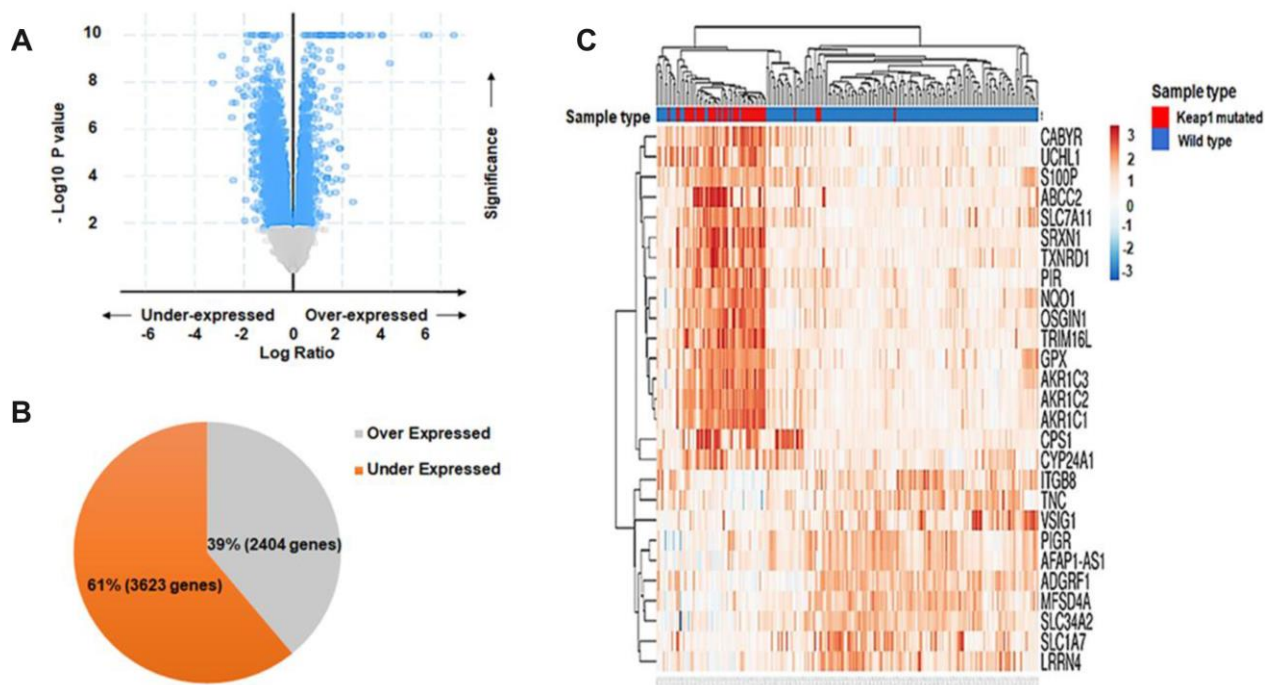 A
10
8
6
4
2
- Log10 P value
Significance
Under-expressed
Over-expressed
-6 -4 -2 0 2 4 6
Log Ratio
B
Over Expressed
Under Expressed
39% (2404 genes)
61% (3623 genes)
C
Sample type
Sample type
Keap1 mutated
Wild type
3
2
1
0
-1
-2
-3
CABYR
UCHL1
S100P
ABCC2
SLC7A11
SRXN1
TXNRD1
PIR
NQO1
OSGIN1
TRIM16L
GPX
AKR1C3
AKR1C2
AKR1C1
CPS1
CYP24A1
ITGB8
TNC
VSIG1
PIGR
AFAP1-AS1
ADGRF1
MFSD4A
SLC34A2
SLC1A7
LRRN4